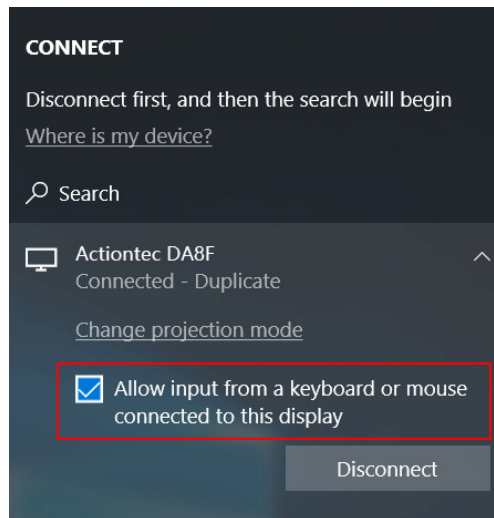 CONNECT
Disconnect first, and then the search will begin
Where is my device?
Search
Actiontec DA8F
Connected - Duplicate
Change projection mode
Allow input from a keyboard or mouse
connected to this display
Disconnect